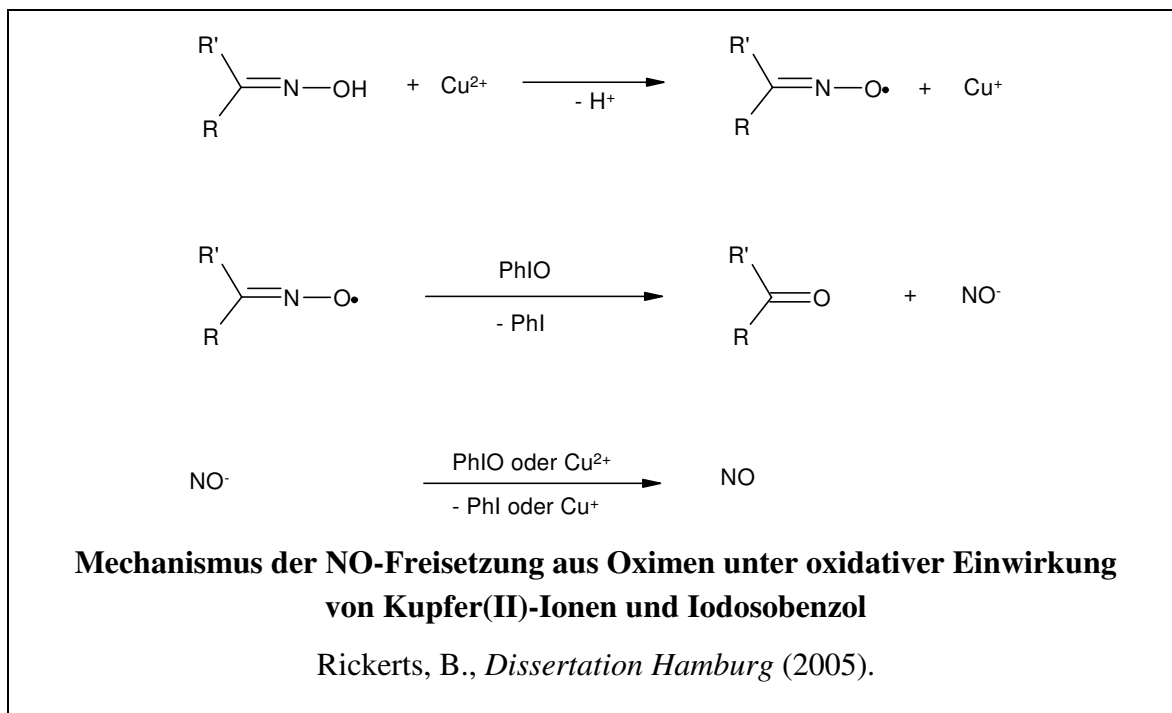 R'
N OH + Cu²⁺ - H⁺ N O• + Cu⁺
R R
R' PhIO R'
N O• - PhI O + NO⁻
R R
NO⁻ PhIO oder Cu²⁺ NO
- PhI oder Cu⁺
Mechanismus der NO-Freisetzung aus Oximen unter oxidativer Einwirkung
von Kupfer(II)-Ionen und Iodosobenzol
Rickerts, B., Dissertation Hamburg (2005).